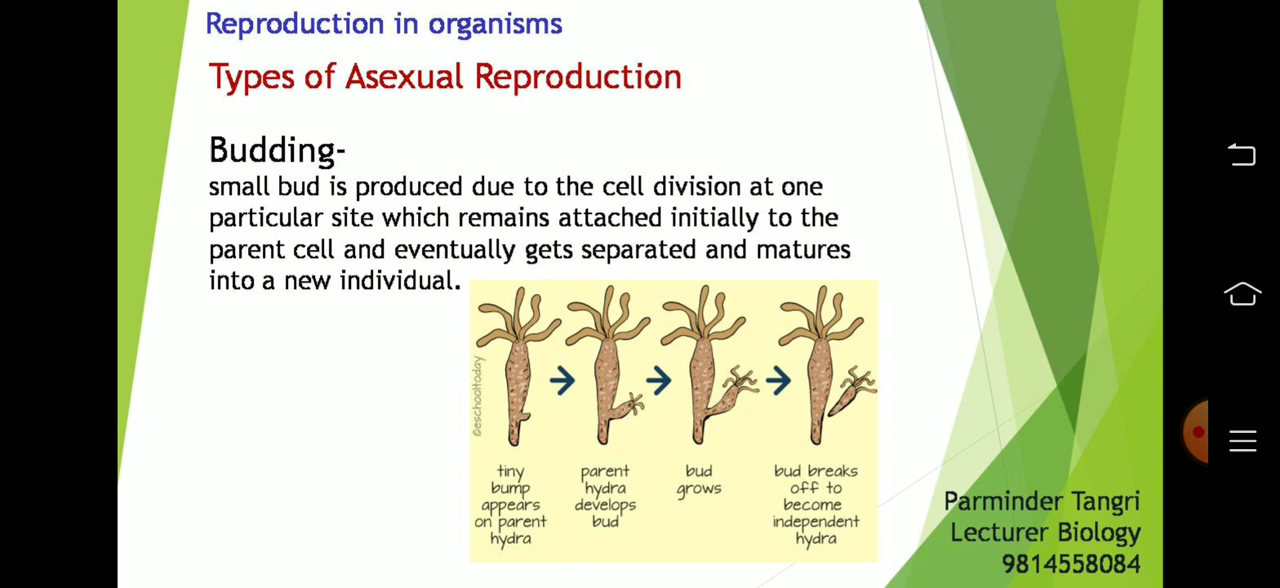 Reproduction in organisms
Types of Asexual Reproduction
Budding-
small bud is produced due to the cell division at one
particular site which remains attached initially to the
parent cell and eventually gets separated and matures
into a new individual.
©eschooltoday
tiny
bump
appears
on parent
hydra
parent
hydra
develops
bud
bud
grows
bud breaks
off to
become
independent
hydra
Parminder Tangri
Lecturer Biology
9814558084